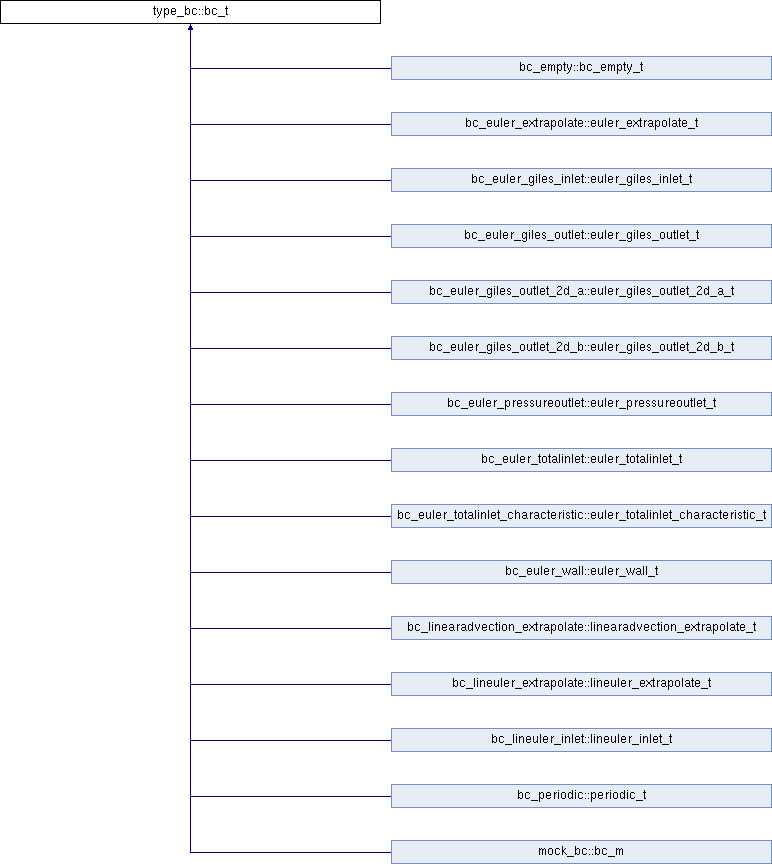 type_bc::bc_t
bc_empty::bc_empty_t
bc_euler_extrapolate::euler_extrapolate_t
bc_euler_giles_inlet::euler_giles_inlet_t
bc_euler_giles_outlet::euler_giles_outlet_t
bc_euler_giles_outlet_2d_a::euler_giles_outlet_2d_a_t
bc_euler_giles_outlet_2d_b::euler_giles_outlet_2d_b_t
bc_euler_pressureoutlet::euler_pressureoutlet_t
bc_euler_totalinlet::euler_totalinlet_t
bc_euler_totalinlet_characteristic::euler_totalinlet_characteristic_t
bc_euler_wall::euler_wall_t
bc_linearadvection_extrapolate::linearadvection_extrapolate_t
bc_lineuler_extrapolate::lineuler_extrapolate_t
bc_lineuler_inlet::lineuler_inlet_t
bc_periodic::periodic_t
mock_bc::bc_m